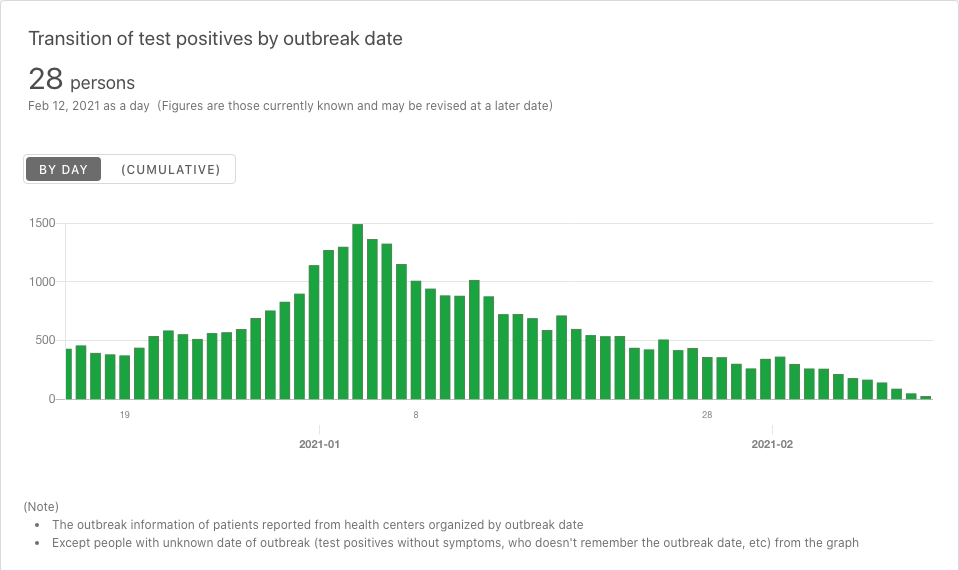 Transition of test positives by outbreak date
28 persons
Feb 12, 2021 as a day (Figures are those currently known and may be revised at a later date)
BY DAY (CUMULATIVE)
1500
1000
500
0
19 8 28
2021-01 2021-02
(Note)
• The outbreak information of patients reported from health centers organized by outbreak date
• Except people with unknown date of outbreak (test positives without symptoms, who doesn't remember the outbreak date, etc) from the graph